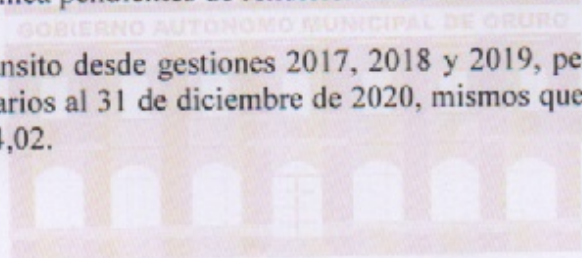 GOBIERNO AUTÓNOMO MUNICIPAL DE ORURO
nsito desde gestiones 2017, 2018 y 2019, pe
arios al 31 de diciembre de 2020, mismos que
,02.